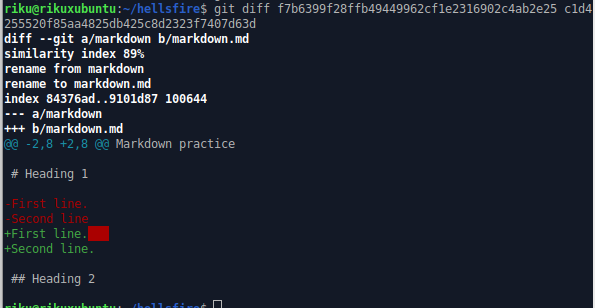 riku@rikuxubuntu:~/hellsfire$ git diff f7b6399f28ffb49449962cf1e2316902c4ab2e25 c1d4
255520f85aa4825db425c8d2323f7407d63d
diff --git a/markdown b/markdown.md
similarity index 89%
rename from markdown
rename to markdown.md
index 84376ad..9101d87 100644
--- a/markdown
+++ b/markdown.md
@@ -2,8 +2,8 @@ Markdown practice
# Heading 1
-First line.
-Second line
+First line.
+Second line.
## Heading 2
riku@rikuxubuntu:~/hellsfire$